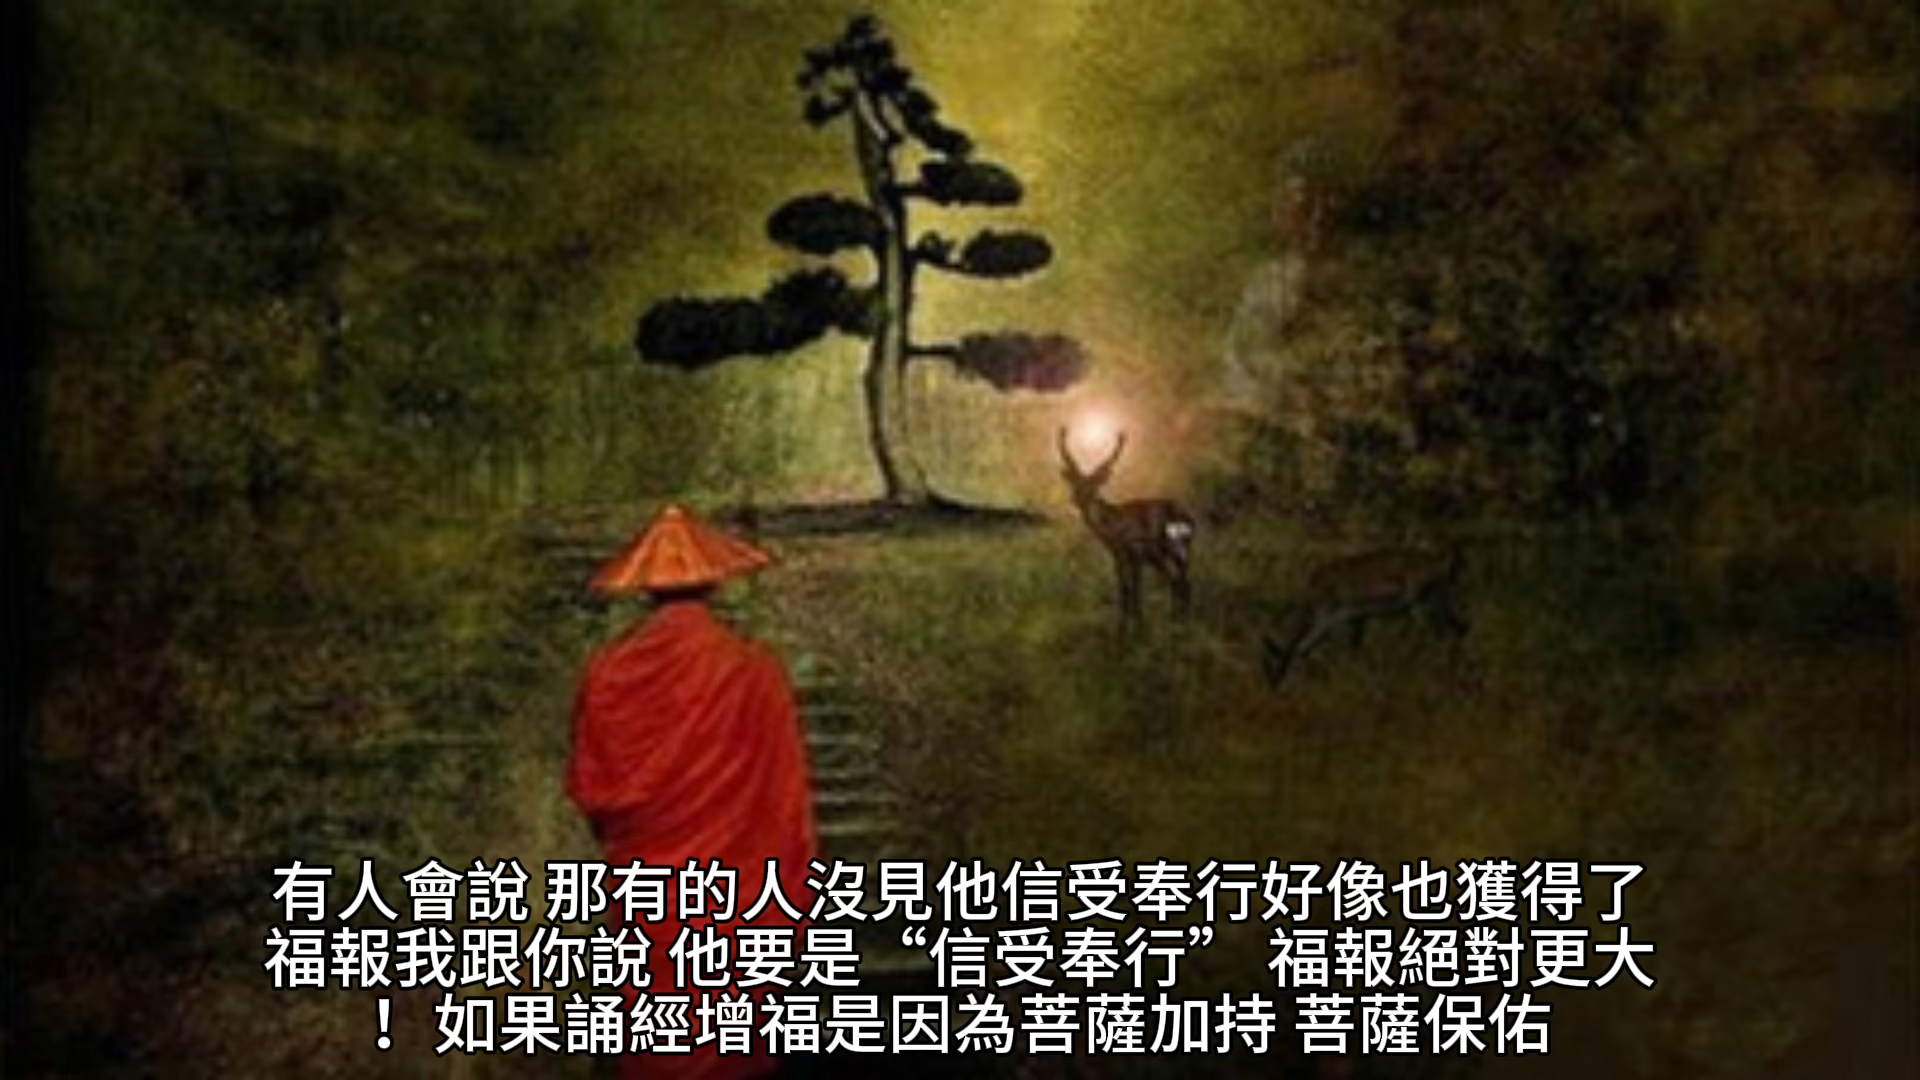 有人會說 那有的人沒見他信受奉行好像也獲得了
福報我跟你說 他要是“信受奉行” 福報絕對更大
！ 如果誦經增福是因為菩薩加持 菩薩保佑